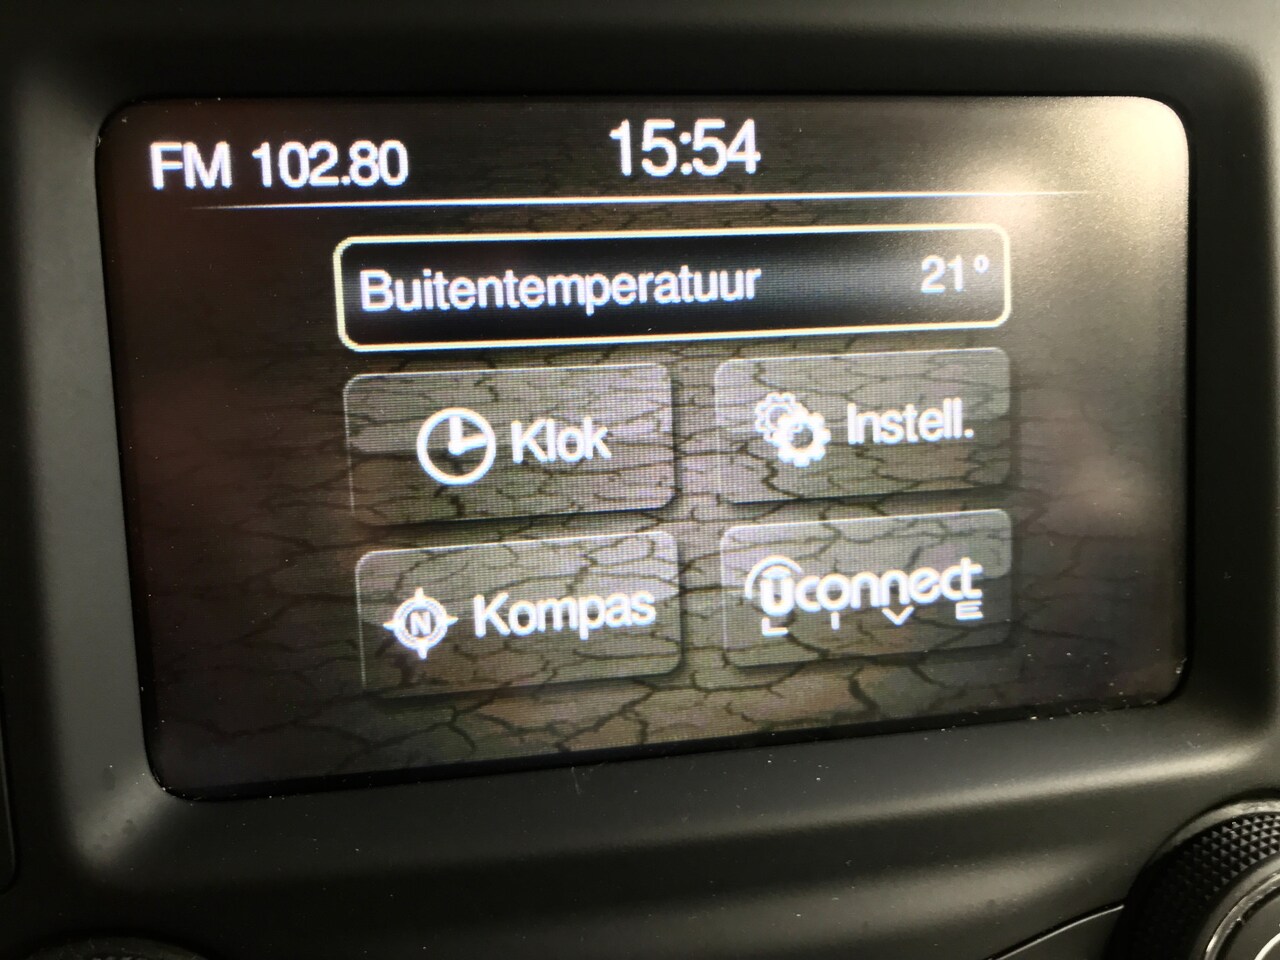 FM 102.80 15:54
Buitentemperatuur 21°
Klok Instell.
N Kompas uconnect
LIVE